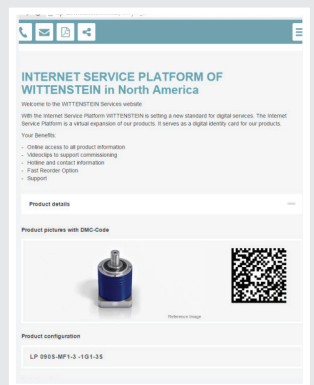 INTERNET SERVICE PLATFORM OF
WITTENSTEIN in North America
Welcome to the WITTENSTEIN Services website
With the Internet Service Platform WITTENSTEIN is setting a new standard for digital services. The Internet
Service Platform is a virtual expansion of our products. It serves as a digital identity card for our products.
Your Benefits:
- Online access to all product information
- Videoclips to support commissioning
- Hotline and contact information
- Fast Reorder Option
- Support
Product details
Product pictures with DMC-Code
Reference image
Product configuration
LP 090S-MF1-3 -1G1-3S